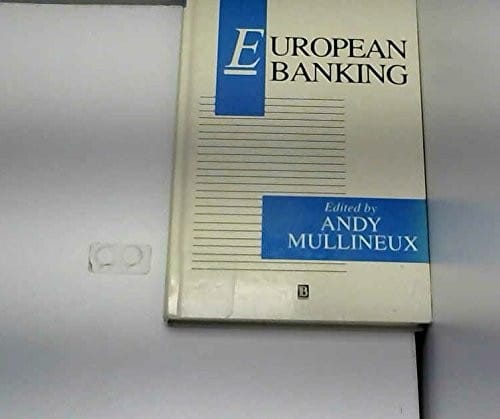 EUROPEAN
BANKING
Edited by
ANDY
MULLINEUX
B